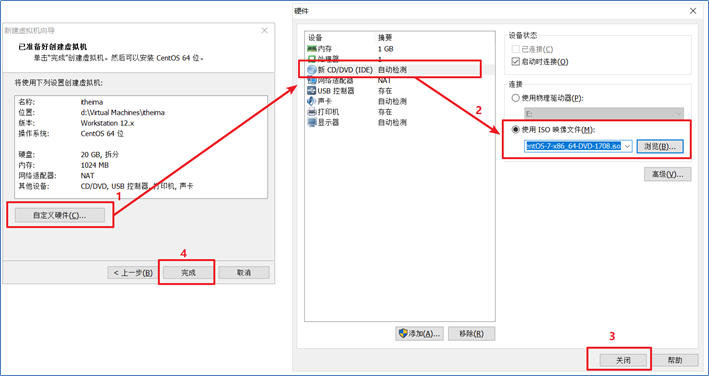 新建虚拟机向导
已准备好创建虚拟机
单击"完成"创建虚拟机。然后可以安装 CentOS 64 位。
将使用下列设置创建虚拟机:
名称: itheima
位置: d:\Virtual Machines\itheima
版本: Workstation 12.x
操作系统: CentOS 64 位
硬盘: 20 GB, 拆分
内存: 1024 MB
网络适配器: NAT
其他设备: CD/DVD, USB 控制器, 打印机, 声卡
1
自定义硬件(C)...
4
< 上一步(B) 完成 取消
硬件
设备 摘要
内存 1 GB
处理器 1
新 CD/DVD (IDE) 自动检测
网络适配器 NAT
USB 控制器 存在
声卡 自动检测
打印机 存在
显示器 自动检测
2
添加(A)... 移除(R)
设备状态
已连接(C)
启动时连接(O)
连接
使用物理驱动器(P):
E:
使用 ISO 映像文件(M):
entOS-7-x86_64-DVD-1708.iso 浏览(B)...
高级(V)...
3
关闭 帮助